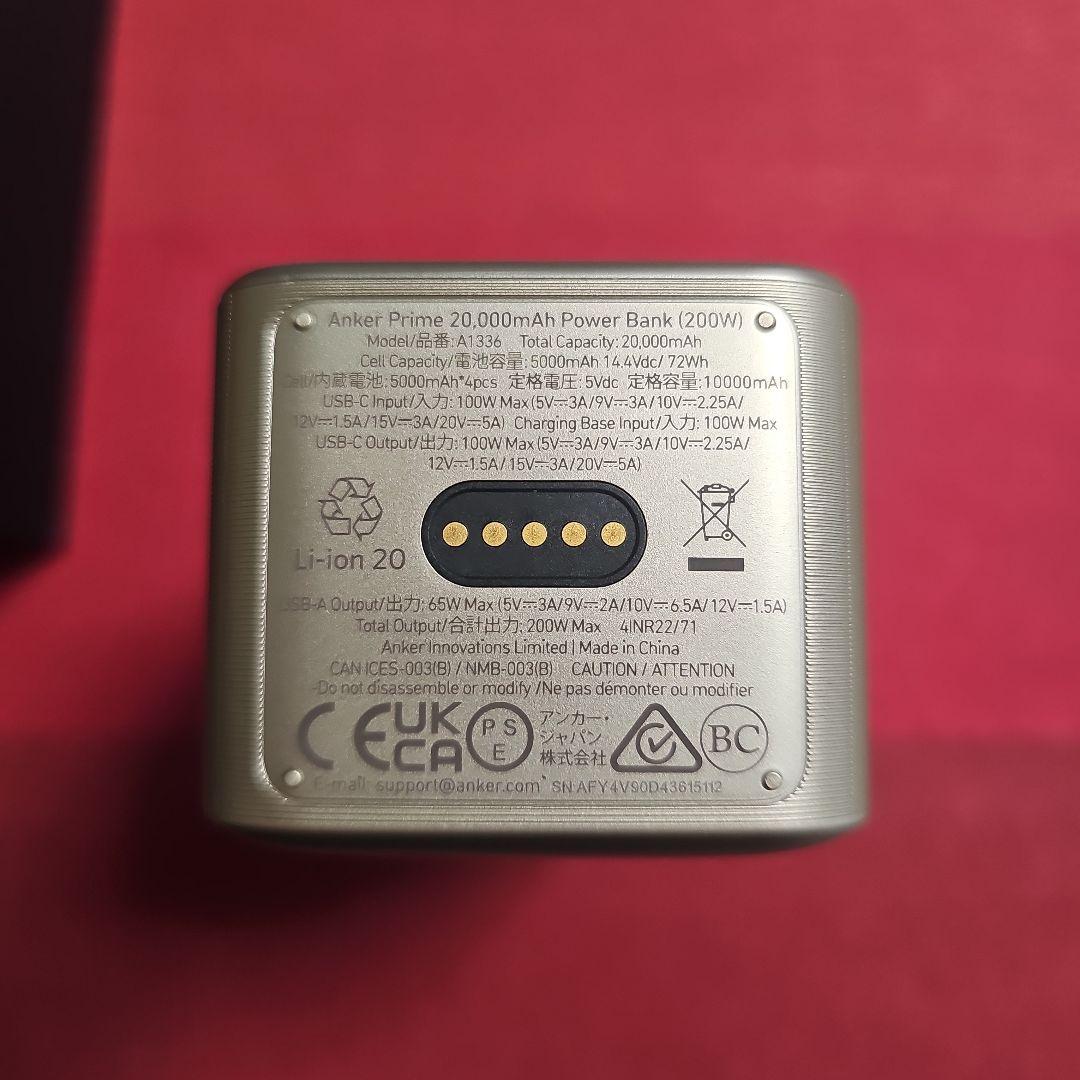 Anker Prime 20,000mAh Power Bank (200W)
Model/品番: A1336 Total Capacity: 20,000mAh
Cell Capacity/電池容量: 5000mAh 14.4Vdc/ 72Wh
Cell/内蔵電池: 5000mAh*4pcs 定格電圧: 5Vdc 定格容量: 10000mAh
USB-C Input/入力: 100W Max (5V⎓3A/9V⎓3A/10V⎓2.25A/
12V⎓1.5A/15V⎓3A/20V⎓5A) Charging Base Input/入力: 100W Max
USB-C Output/出力: 100W Max (5V⎓3A/9V⎓3A/10V⎓2.25A/
12V⎓1.5A/15V⎓3A/20V⎓5A)
Li-ion 20
USB-A Output/出力: 65W Max (5V⎓3A/9V⎓2A/10V⎓6.5A/12V⎓1.5A)
Total Output/合計出力: 200W Max 4INR22/71
Anker Innovations Limited | Made in China
CAN ICES-003(B) / NMB-003(B) CAUTION / ATTENTION
-Do not disassemble or modify /Ne pas démonter ou modifier
CE UK CA PSE アンカー・ジャパン株式会社 BC
E-mail: support@anker.com SN:AFY4V90D43615112